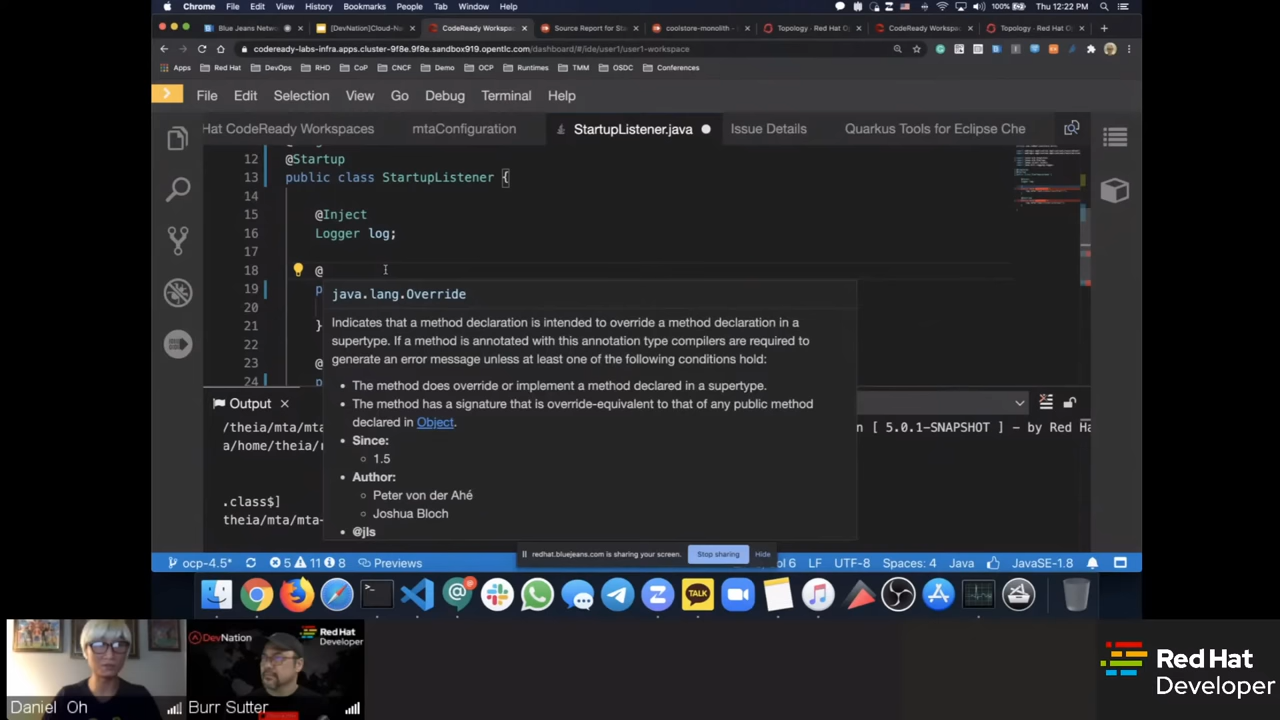 Chrome File Edit View History Bookmarks People Tab Window Help
100% Thu 12:22 PM
Blue Jeans Netw
[DevNation]Cloud-Na
CodeReady Workspac
Source Report for St
coolstore-monolith
Topology · Red Hat O
CodeReady Workspac
Topology · Red Hat O
codeready-labs-infra.apps.cluster-9f8e.9f8e.sandbox919.opentlc.com/dashboard/#/ide/user1/user1-workspace
Apps Red Hat DevOps RHD CoP CNCF Demo OCP Runtimes TMM OSDC Conferences
File Edit Selection View Go Debug Terminal Help
Hat CodeReady Workspaces mtaConfiguration StartupListener.java Issue Details Quarkus Tools for Eclipse Che
12 @Startup
13 public class StartupListener {
14
15 @Inject
16 Logger log;
17
18 @
19 p
20
21 }
22
23 @
24 p
java.lang.Override
Indicates that a method declaration is intended to override a method declaration in a
supertype. If a method is annotated with this annotation type compilers are required to
generate an error message unless at least one of the following conditions hold:
• The method does override or implement a method declared in a supertype.
• The method has a signature that is override-equivalent to that of any public method
declared in Object.
• Since:
◦ 1.5
• Author:
◦ Peter von der Ahé
◦ Joshua Bloch
• @jls
Output
/theia/mta/mta
a/home/theia/m
.class$]
theia/mta/mta-
n [ 5.0.1-SNAPSHOT ] - by Red Ha
redhat.bluejeans.com is sharing your screen. Stop sharing Hide
ocp-4.5* 5 11 8 Previews
ol 6 LF UTF-8 Spaces: 4 Java JavaSE-1.8
TALK
Daniel Oh
DevNation
Red Hat
Developer
Burr Sutter
Red Hat
Developer